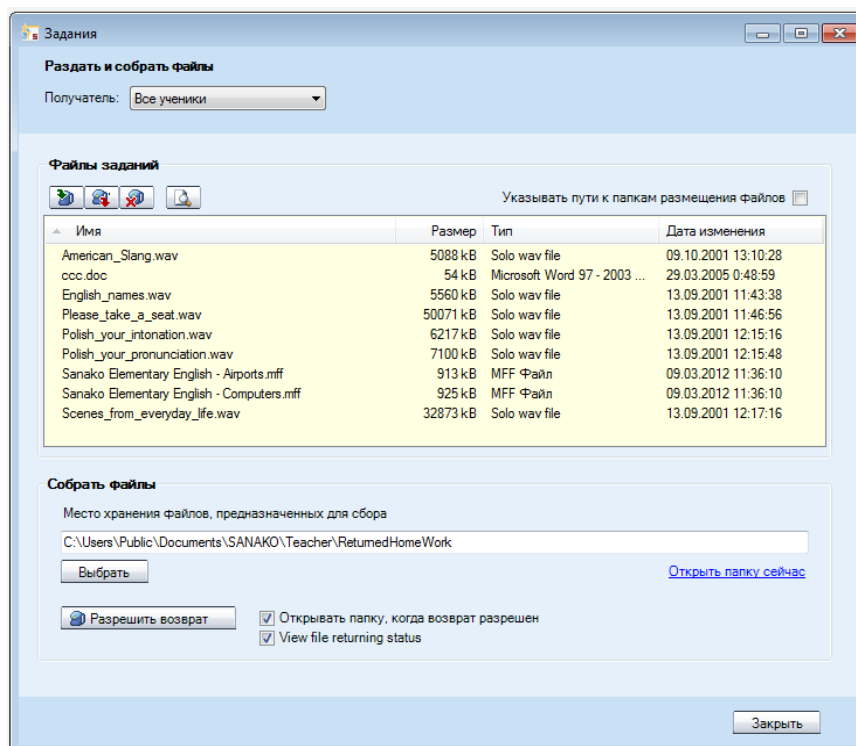 Задания
Раздать и собрать файлы
Получатель: Все ученики
Файлы заданий
Указывать пути к папкам размещения файлов
Имя Размер Тип Дата изменения
American_Slang.wav 5088 kB Solo wav file 09.10.2001 13:10:28
ccc.doc 54 kB Microsoft Word 97 - 2003 ... 29.03.2005 0:48:59
English_names.wav 5560 kB Solo wav file 13.09.2001 11:43:38
Please_take_a_seat.wav 50071 kB Solo wav file 13.09.2001 11:46:56
Polish_your_intonation.wav 6217 kB Solo wav file 13.09.2001 12:15:16
Polish_your_pronunciation.wav 7100 kB Solo wav file 13.09.2001 12:15:48
Sanako Elementary English - Airports.mff 913 kB MFF Файл 09.03.2012 11:36:10
Sanako Elementary English - Computers.mff 925 kB MFF Файл 09.03.2012 11:36:10
Scenes_from_everyday_life.wav 32873 kB Solo wav file 13.09.2001 12:17:16
Собрать файлы
Место хранения файлов, предназначенных для сбора
C:\Users\Public\Documents\SANAKO\Teacher\ReturnedHomeWork
Выбрать Открыть папку сейчас
Разрешить возврат Открывать папку, когда возврат разрешен
View file returning status
Закрыть